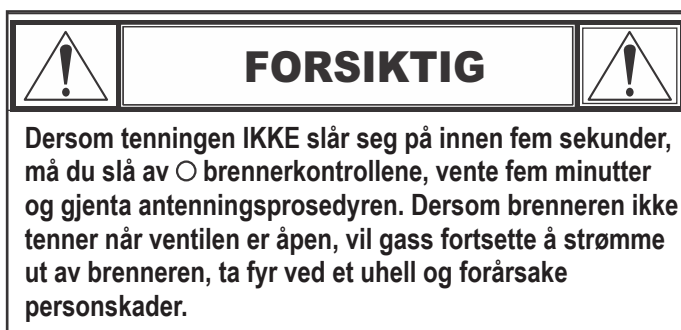 FORSIKTIG
Dersom tenningen IKKE slår seg på innen fem sekunder,
må du slå av ○ brennerkontrollene, vente fem minutter
og gjenta antenningsprosedyren. Dersom brenneren ikke
tenner når ventilen er åpen, vil gass fortsette å strømme
ut av brenneren, ta fyr ved et uhell og forårsake
personskader.